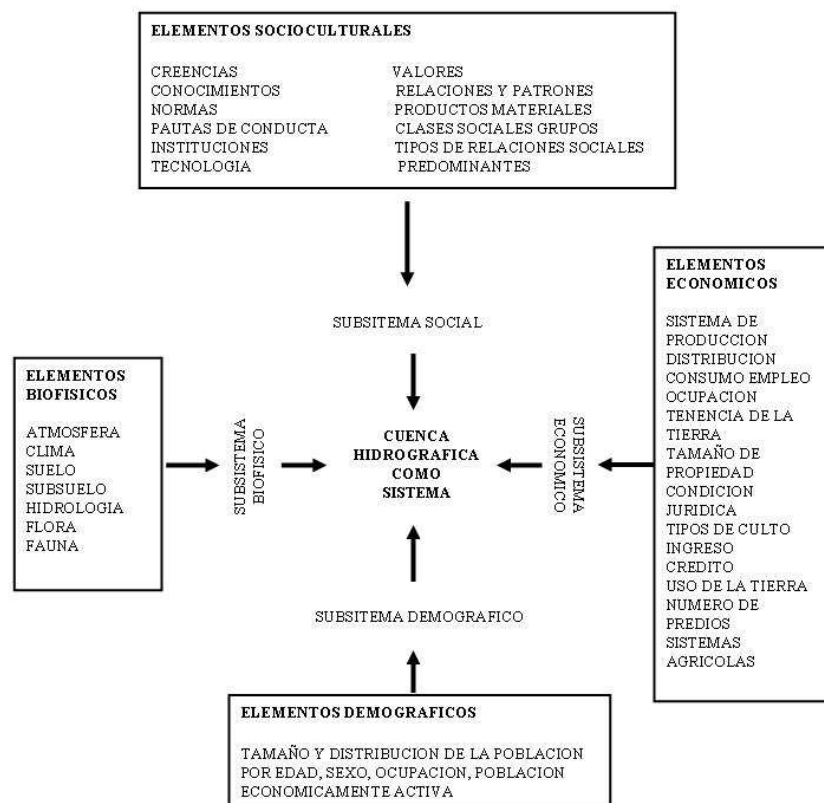 ELEMENTOS SOCIOCULTURALES
CREENCIAS VALORES
CONOCIMIENTOS RELACIONES Y PATRONES
NORMAS PRODUCTOS MATERIALES
PAUTAS DE CONDUCTA CLASES SOCIALES GRUPOS
INSTITUCIONES TIPOS DE RELACIONES SOCIALES
TECNOLOGIA PREDOMINANTES
SUBSITEMA SOCIAL
ELEMENTOS
BIOFISICOS
ATMOSFERA
CLIMA
SUELO
SUBSUELO
HIDROLOGIA
FLORA
FAUNA
SUBSISTEMA
BIOFISICO
CUENCA
HIDROGRAFICA
COMO
SISTEMA
SUBSISTEMA
ECONOMICO
ELEMENTOS
ECONOMICOS
SISTEMA DE
PRODUCCION
DISTRIBUCION
CONSUMO EMPLEO
OCUPACION
TENENCIA DE LA
TIERRA
TAMAÑO DE
PROPIEDAD
CONDICION
JURIDICA
TIPOS DE CULTO
INGRESO
CREDITO
USO DE LA TIERRA
NUMERO DE
PREDIOS
SISTEMAS
AGRICOLAS
SUBSITEMA DEMOGRAFICO
ELEMENTOS DEMOGRAFICOS
TAMAÑO Y DISTRIBUCION DE LA POBLACION
POR EDAD, SEXO, OCUPACION, POBLACION
ECONOMICAMENTE ACTIVA